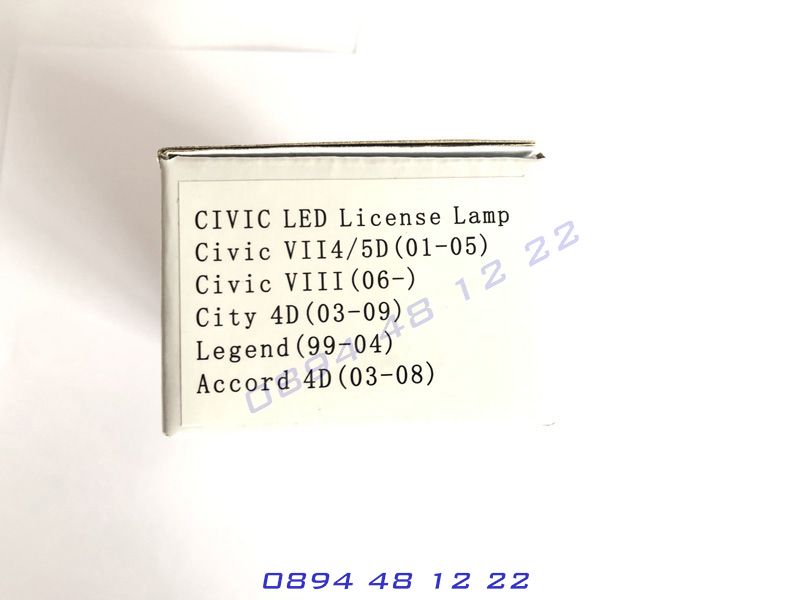 CIVIC LED License Lamp
Civic VII4/5D(01-05)
Civic VIII(06-)
City 4D(03-09)
Legend(99-04)
Accord 4D(03-08)
0894 48 12 22
0894 48 12 22